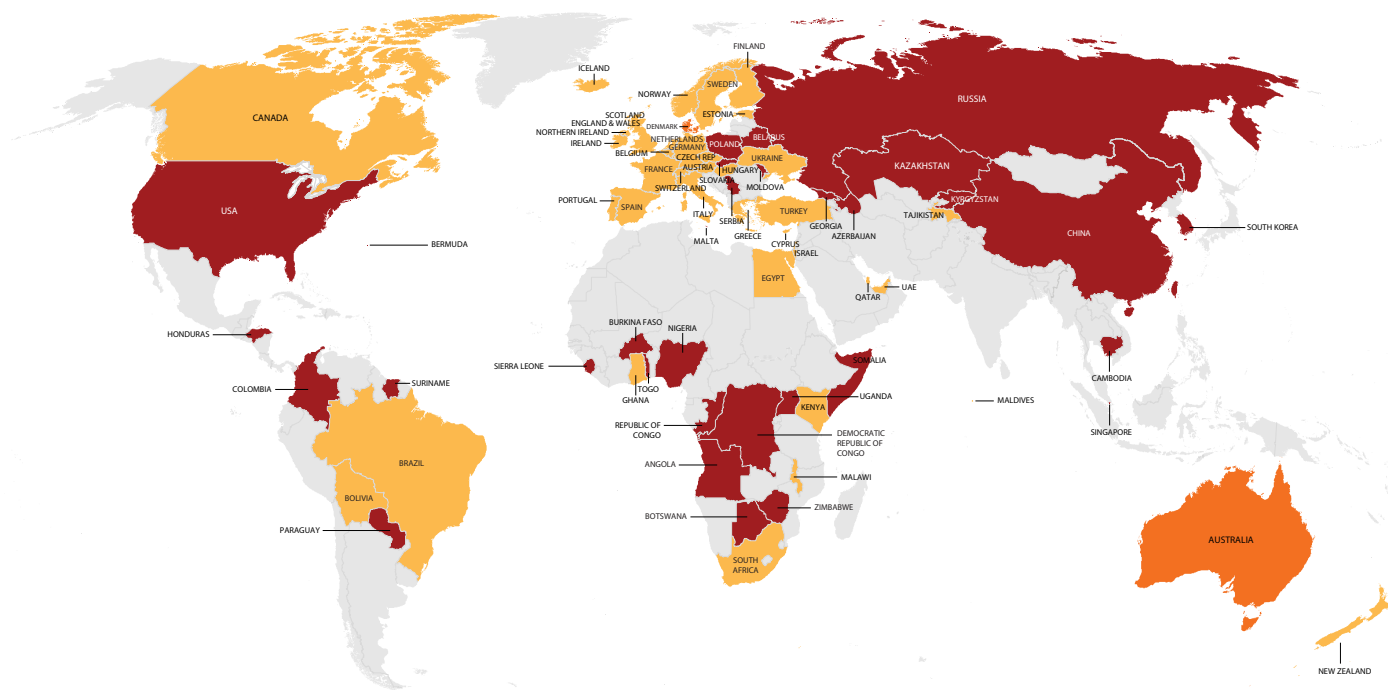 FINLAND
ICELAND
SWEDEN
NORWAY
RUSSIA
SCOTLAND
ESTONIA
CANADA
ENGLAND & WALES
DENMARK
NORTHERN IRELAND
BELARUS
NETHERLANDS
IRELAND
POLAND
GERMANY
BELGIUM
CZECH REP
UKRAINE
KAZAKHSTAN
AUSTRIA
FRANCE
HUNGARY
SLOVAKIA
SWITZERLAND
MOLDOVA
PORTUGAL
SPAIN
KYRGYZSTAN
USA
ITALY
TURKEY
TAJIKISTAN
SERBIA
GEORGIA
SOUTH KOREA
CHINA
GREECE
AZERBAIJAN
MALTA
CYPRUS
BERMUDA
ISRAEL
EGYPT
UAE
QATAR
BURKINA FASO
NIGERIA
HONDURAS
SOMALIA
SIERRA LEONE
CAMBODIA
SURINAME
COLOMBIA
TOGO
UGANDA
GHANA
MALDIVES
KENYA
REPUBLIC OF
CONGO
SINGAPORE
DEMOCRATIC
REPUBLIC OF
CONGO
BRAZIL
ANGOLA
MALAWI
BOLIVIA
ZIMBABWE
BOTSWANA
PARAGUAY
AUSTRALIA
SOUTH
AFRICA
NEW ZEALAND